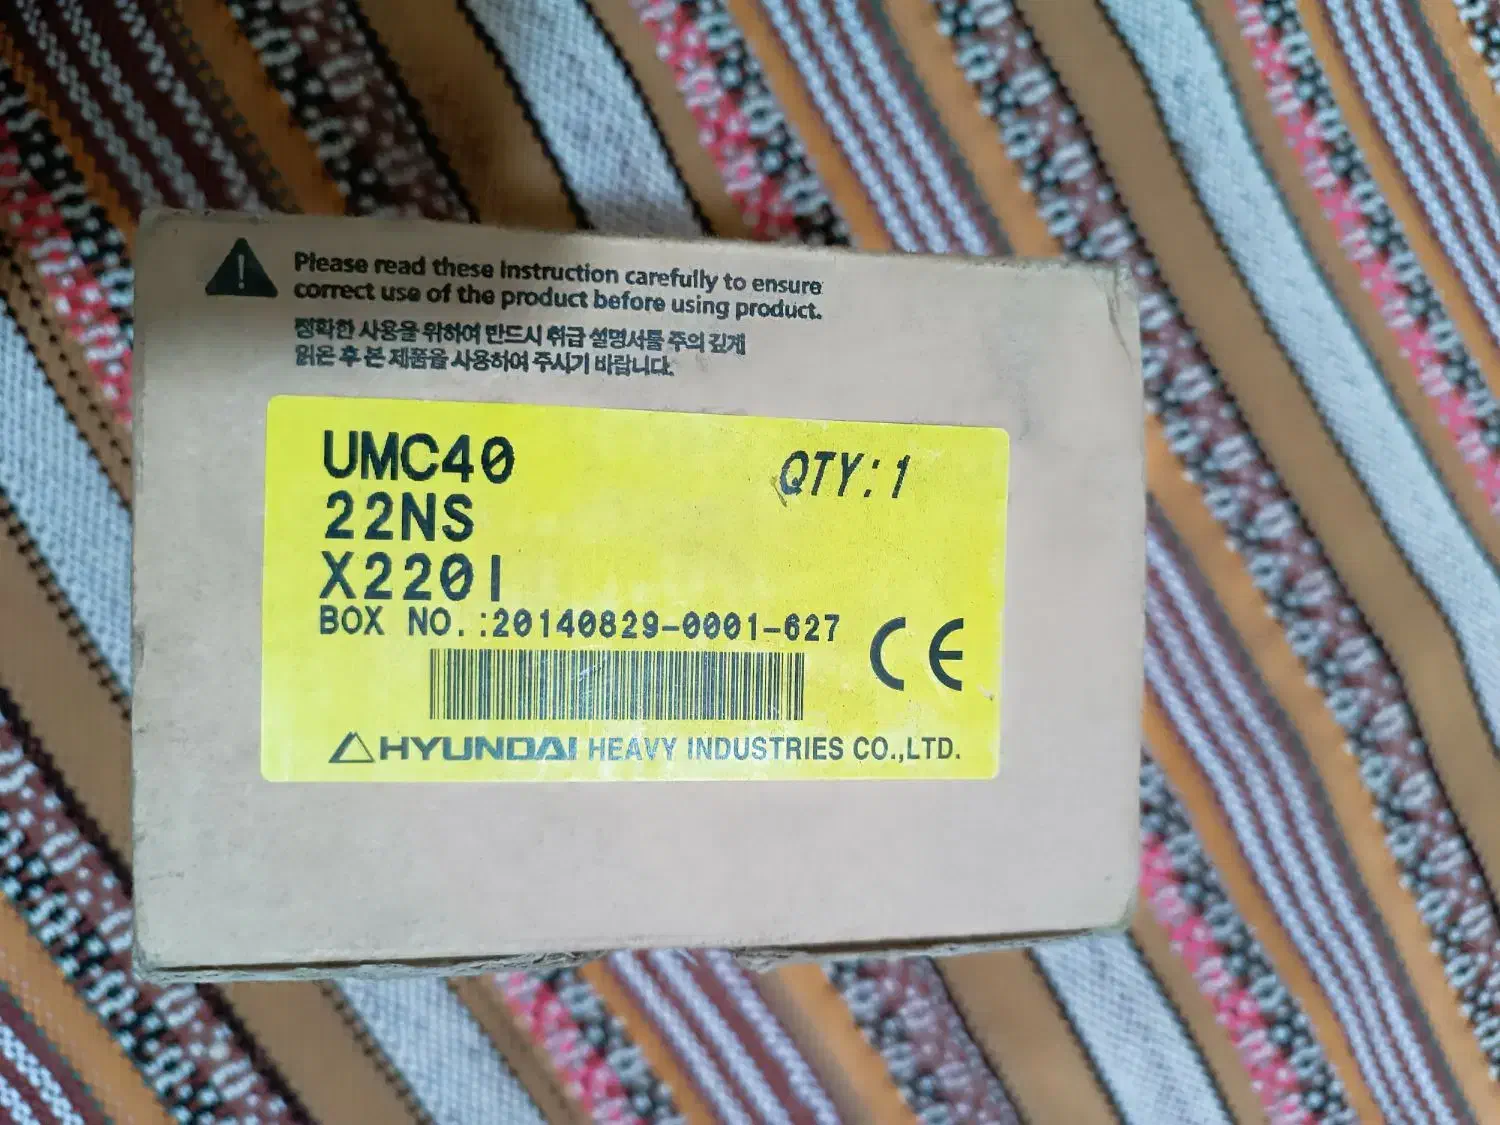 Please read these instruction carefully to ensure
correct use of the product before using product.
정확한 사용을 위하여 반드시 취급 설명서를 주의 깊게
읽은 후 본 제품을 사용하여 주시기 바랍니다.
UMC40
QTY:1
22NS
X220I
BOX NO.:20140829-0001-627
CE
HYUNDAI HEAVY INDUSTRIES CO.,LTD.